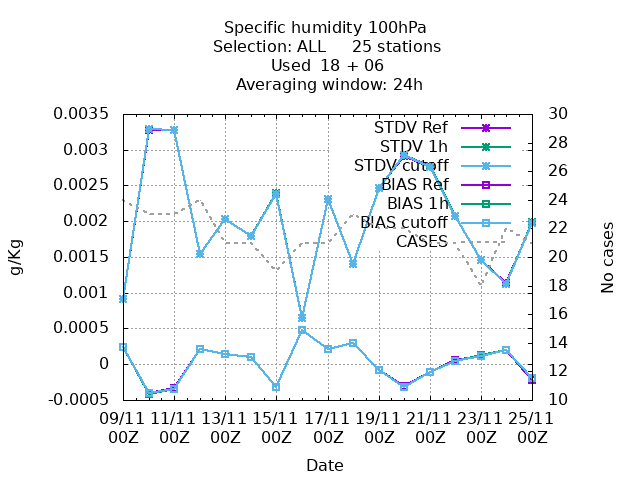 Specific humidity 100hPa
Selection: ALL 25 stations
Used 18 + 06
Averaging window: 24h
STDV Ref
STDV 1h
STDV cutoff
BIAS Ref
BIAS 1h
BIAS cutoff
CASES
g/Kg
0.0035
0.003
0.0025
0.002
0.0015
0.001
0.0005
0
-0.0005
No cases
30
28
26
24
22
20
18
16
14
12
10
09/11 11/11 13/11 15/11 17/11 19/11 21/11 23/11 25/11
00Z 00Z 00Z 00Z 00Z 00Z 00Z 00Z 00Z
Date